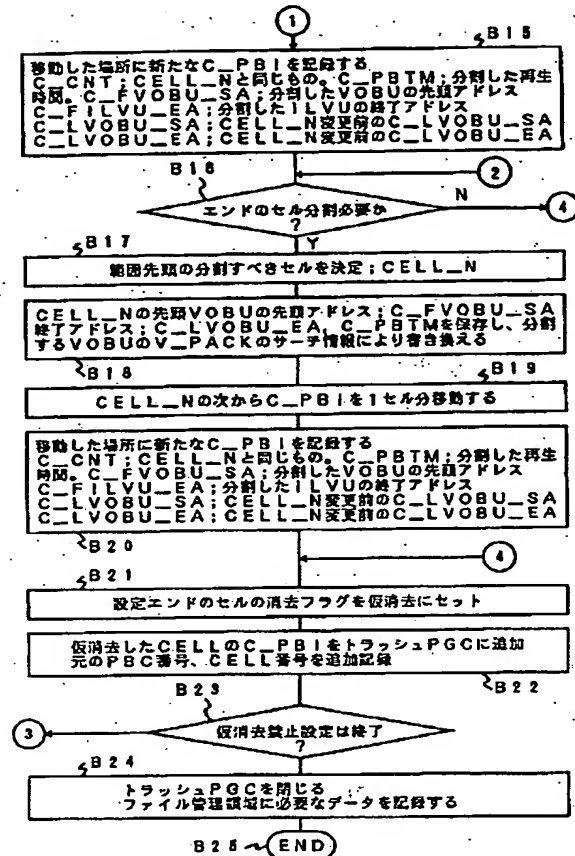 1
B15
移動した場所に新たなC_PBIを記録する
C_CNT;CELL_Nと同じもの。C_PBTM;分割した再生
時間。C_FVOBU_SA;分割したVOBUの先頭アドレス
C_FILVU_EA;分割したILVUの終了アドレス
C_LVOBU_SA;CELL_N変更前のC_LVOBU_SA
C_LVOBU_EA;CELL_N変更前のC_LVOBU_EA
2
B16
エンドのセル分割必要か
?
N
4
Y
B17
範囲先頭の分割すべきセルを決定;CELL_N
CELL_Nの先頭VOBUの先頭アドレス;C_FVOBU_SA
終了アドレス;C_LVOBU_EA、C_PBTMを保存し、分割
するVOBUのV_PACKのサーチ情報により書き換える
B18
B19
CELL_Nの次からC_PBIを1セル分移動する
移動した場所に新たなC_PBIを記録する
C_CNT;CELL_Nと同じもの。C_PBTM;分割した再生
時間。C_FVOBU_SA;分割したVOBUの先頭アドレス
C_FILVU_EA;分割したILVUの終了アドレス
C_LVOBU_SA;CELL_N変更前のC_LVOBU_SA
C_LVOBU_EA;CELL_N変更前のC_LVOBU_EA
B20
4
B21
設定エンドのセルの消去フラグを仮消去にセット
仮消去したCELLのC_PBIをトラッシュPGCに追加
元のPBC番号、CELL番号を追加記録
B22
B23
3
仮消去禁止設定は終了
?
B24
トラッシュPGCを閉じる
ファイル管理領域に必要なデータを記録する
B25
END